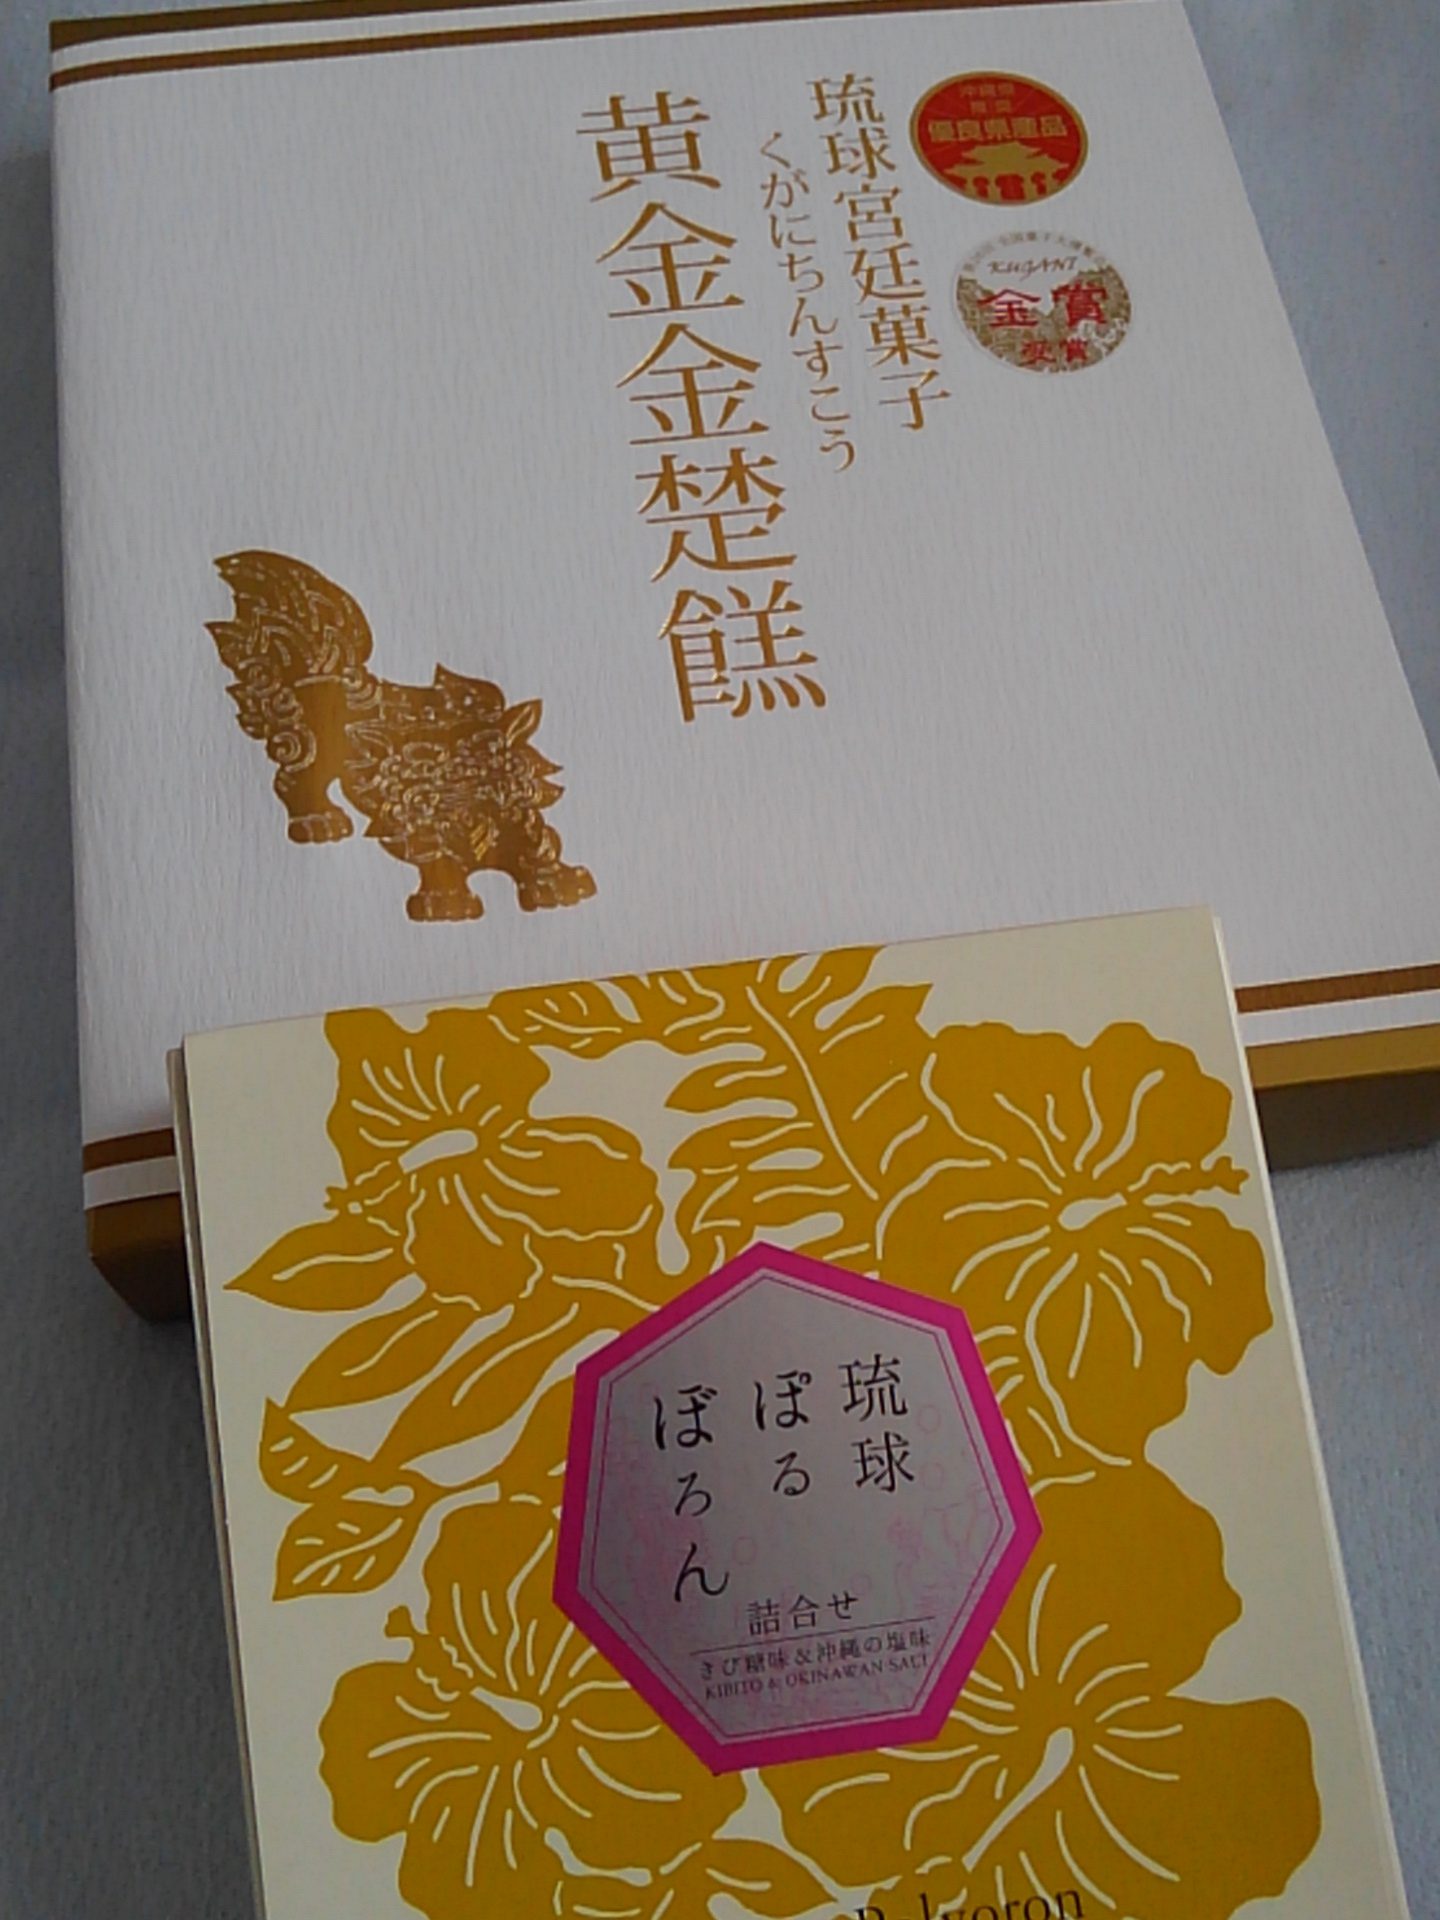 沖縄県
推奨
優良県産品
KUGANI
金賞
受賞
琉球宮廷菓子
くがにちんすこう
黄金金楚餻
琉球
ぽる
ぼろん
詰合せ
きび糖味&沖縄の塩味
KIBITO & OKINAWAN SALT
Polvoron